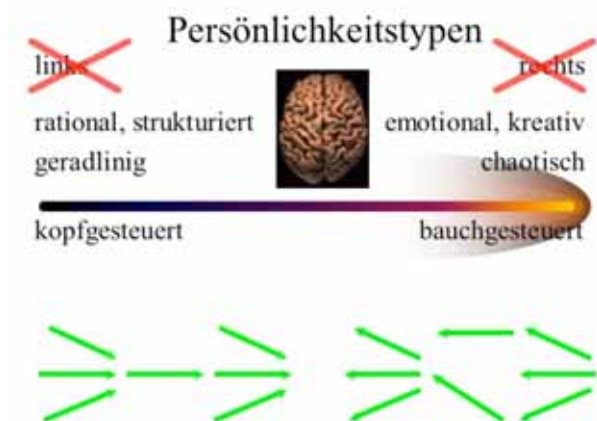 Persönlichkeitstypen
links
rechts
rational, strukturiert
emotional, kreativ
geradlinig
chaotisch
kopfgesteuert
bauchgesteuert